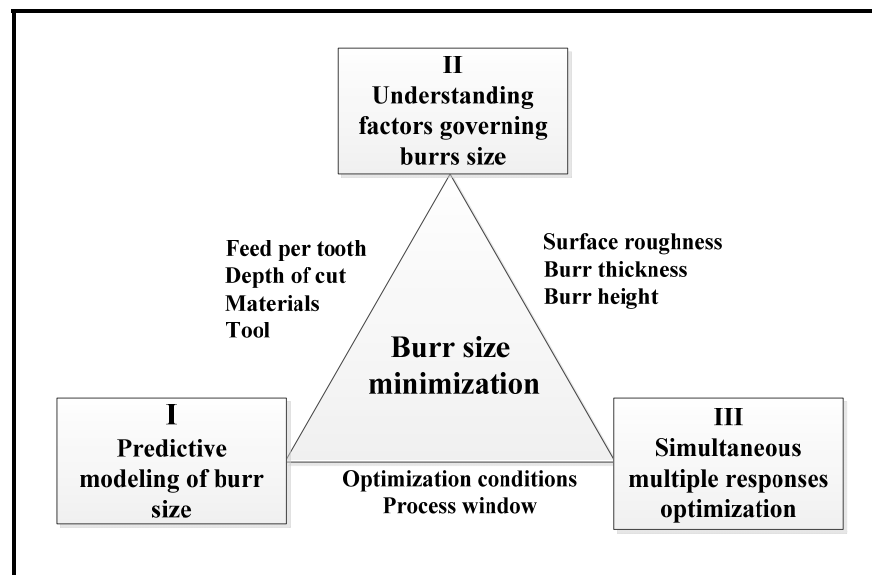 II
Understanding
factors governing
burrs size
Feed per tooth
Depth of cut
Materials
Tool
Surface roughness
Burr thickness
Burr height
Burr size
minimization
I
Predictive
modeling of burr
size
Optimization conditions
Process window
III
Simultaneous
multiple responses
optimization